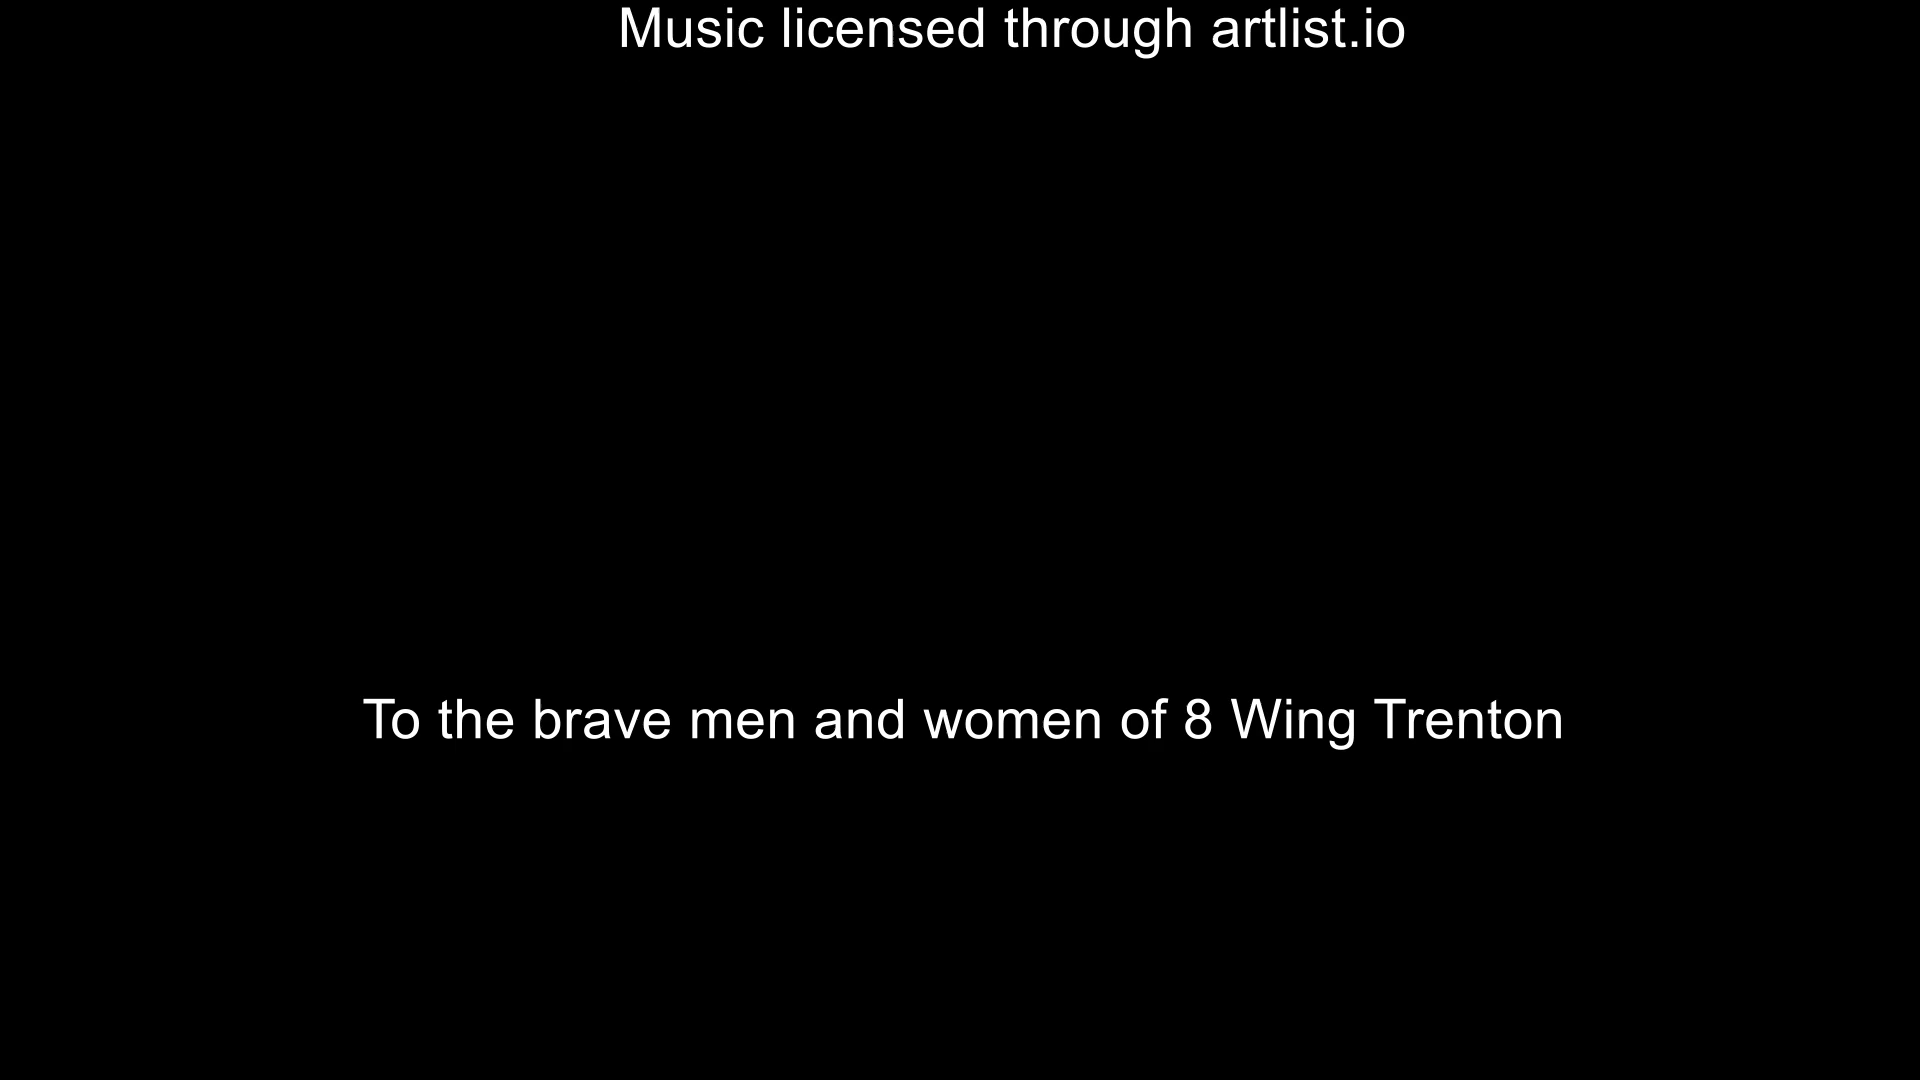 Music licensed through artlist.io
To the brave men and women of 8 Wing Trenton